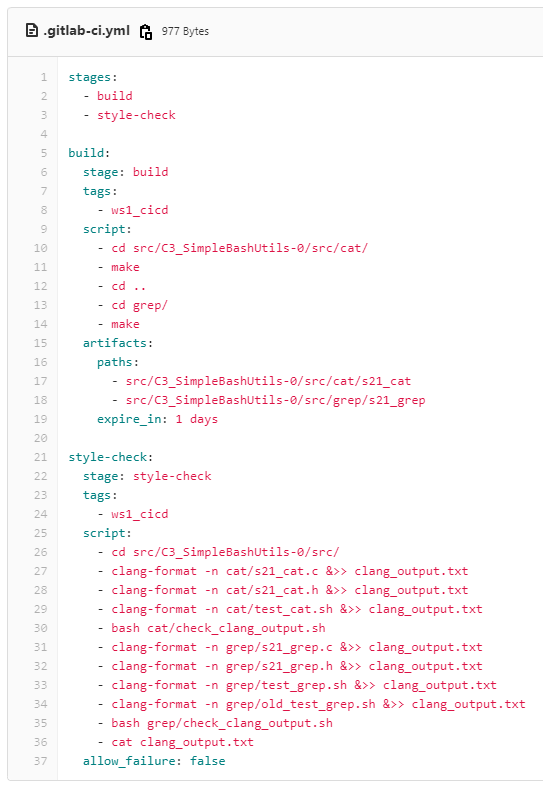 .gitlab-ci.yml 977 Bytes
1 stages:
2   - build
3   - style-check
4
5 build:
6   stage: build
7   tags:
8     - ws1_cicd
9   script:
10     - cd src/C3_SimpleBashUtils-0/src/cat/
11     - make
12     - cd ..
13     - cd grep/
14     - make
15   artifacts:
16     paths:
17       - src/C3_SimpleBashUtils-0/src/cat/s21_cat
18       - src/C3_SimpleBashUtils-0/src/grep/s21_grep
19     expire_in: 1 days
20
21 style-check:
22   stage: style-check
23   tags:
24     - ws1_cicd
25   script:
26     - cd src/C3_SimpleBashUtils-0/src/
27     - clang-format -n cat/s21_cat.c &>> clang_output.txt
28     - clang-format -n cat/s21_cat.h &>> clang_output.txt
29     - clang-format -n cat/test_cat.sh &>> clang_output.txt
30     - bash cat/check_clang_output.sh
31     - clang-format -n grep/s21_grep.c &>> clang_output.txt
32     - clang-format -n grep/s21_grep.h &>> clang_output.txt
33     - clang-format -n grep/test_grep.sh &>> clang_output.txt
34     - clang-format -n grep/old_test_grep.sh &>> clang_output.txt
35     - bash grep/check_clang_output.sh
36     - cat clang_output.txt
37   allow_failure: false